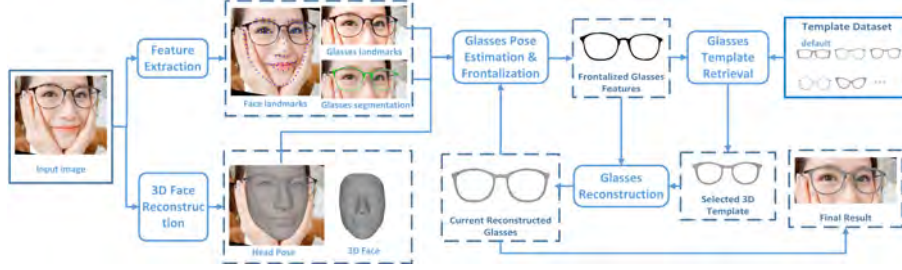 Input image
Feature
Extraction
3D Face
Reconstruc
tion
Glasses landmarks
Face landmarks
Glasses segmentation
Head Pose
3D Face
Glasses Pose
Estimation &
Frontalization
Frontalized Glasses
Features
Glasses
Template
Retrieval
Template Dataset
default
...
Current Reconstructed
Glasses
Glasses
Reconstruction
Selected 3D
Template
Final Result